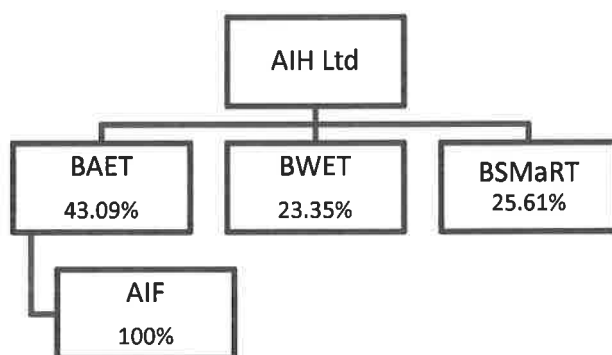 AIH Ltd
BAET
43.09%
BWET
23.35%
BSMaRT
25.61%
AIF
100%